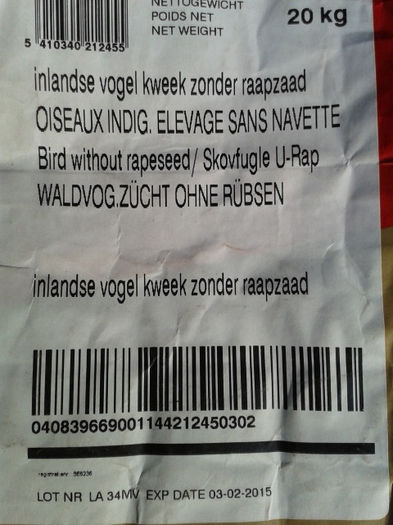 NETTOGEWICHT
POIDS NET
NET WEIGHT
20 kg
5 410340 212455
inlandse vogel kweek zonder raapzaad
OISEAUX INDIG. ELEVAGE SANS NAVETTE
Bird without rapeseed/ Skovfugle U-Rap
WALDVOG.ZÜCHT OHNE RÜBSEN
inlandse vogel kweek zonder raapzaad
040839669001144212450302
LOT NR LA 34MV EXP DATE 03-02-2015